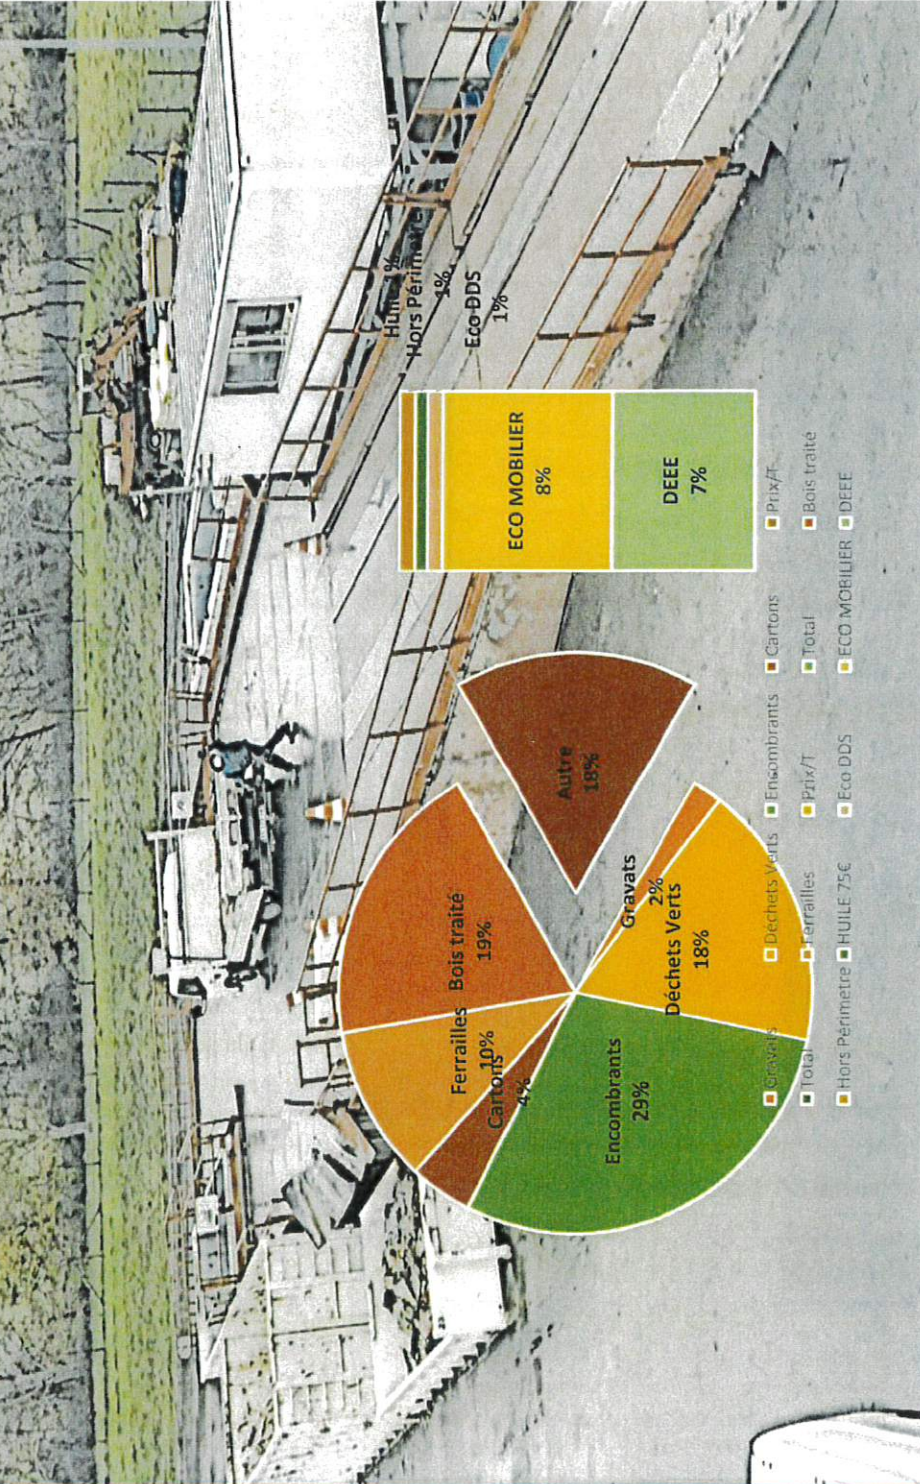 Huile 1%
Hors Périmetre
1%
Eco DDS
1%
ECO MOBILIER
8%
DEEE
7%
Autre
18%
Bois traité
19%
Ferrailles
10%
Cartons
4%
Encombrants
29%
Gravats
2%
Déchets Verts
18%
Gravats Déchets Verts Encombrants Cartons Prix/T
Total Ferrailles Prix/T Total Bois traité
Hors Périmetre HUILE 75€ Eco DDS ECO MOBILIER DEEE